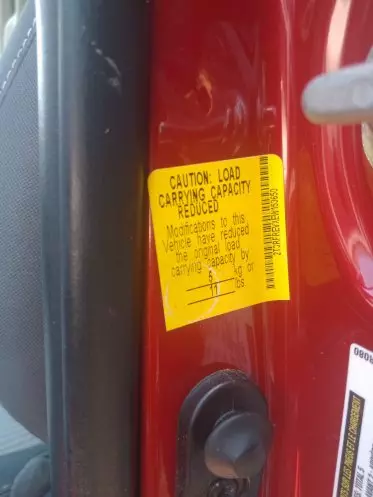 CAUTION: LOAD
CARRYING CAPACITY
REDUCED
Modifications to this
Vehicle have reduced
the original load
carrying capacity by
5 kg or
11 lbs
2T3RFREVXEW153650